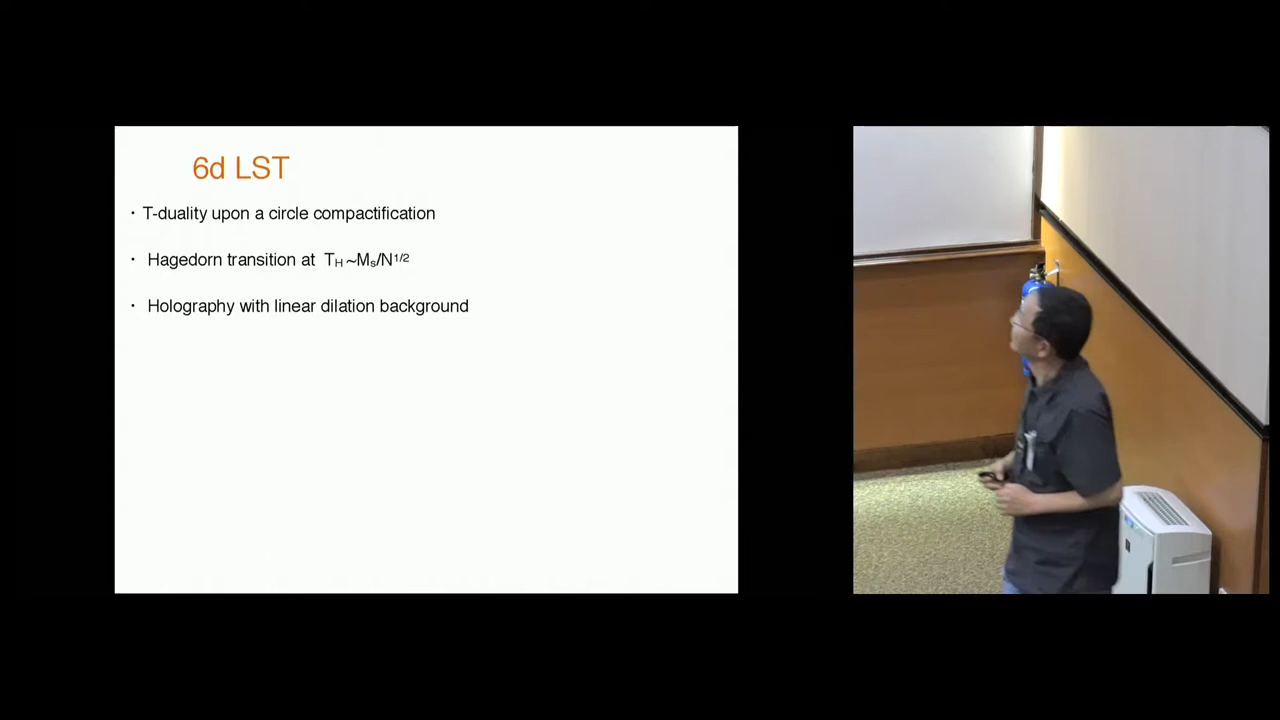 6d LST
• T-duality upon a circle compactification
• Hagedorn transition at T_H ~M_s/N^{1/2}
• Holography with linear dilation background